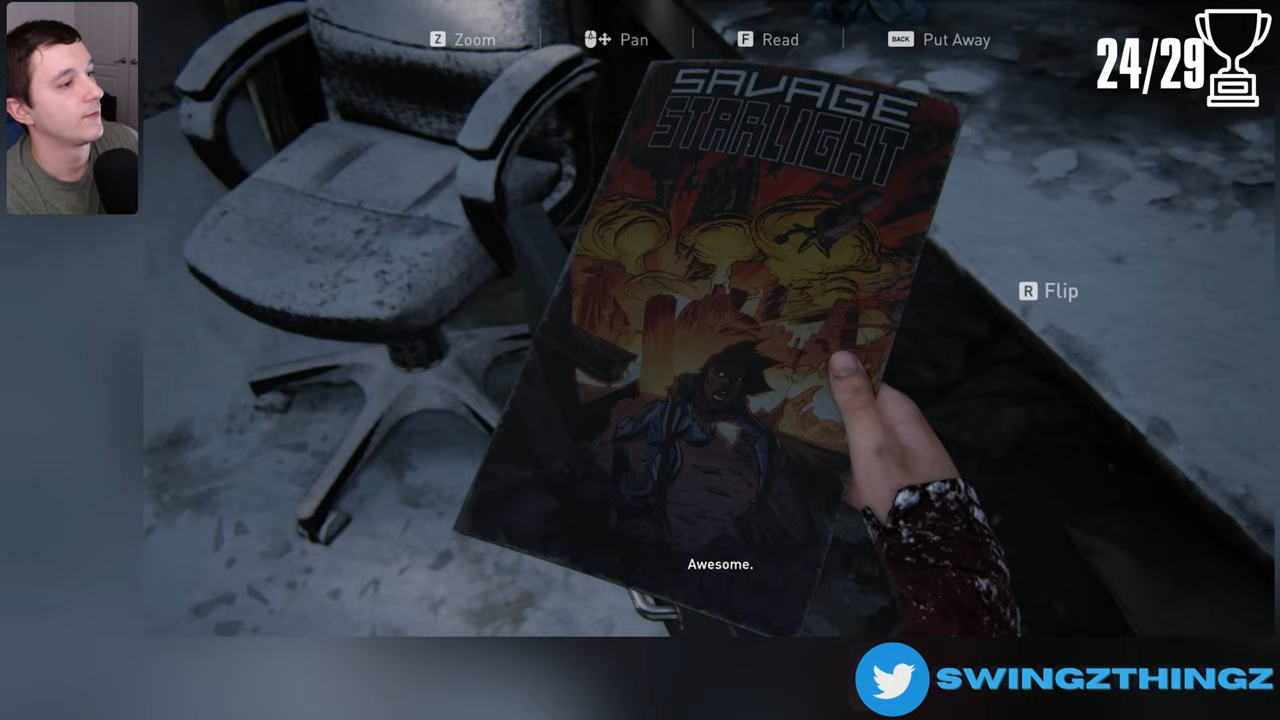 Z Zoom
Pan
F Read
BACK Put Away
24/29
SAVAGE
STARLIGHT
R Flip
Awesome.
SWINGZTHINGZ